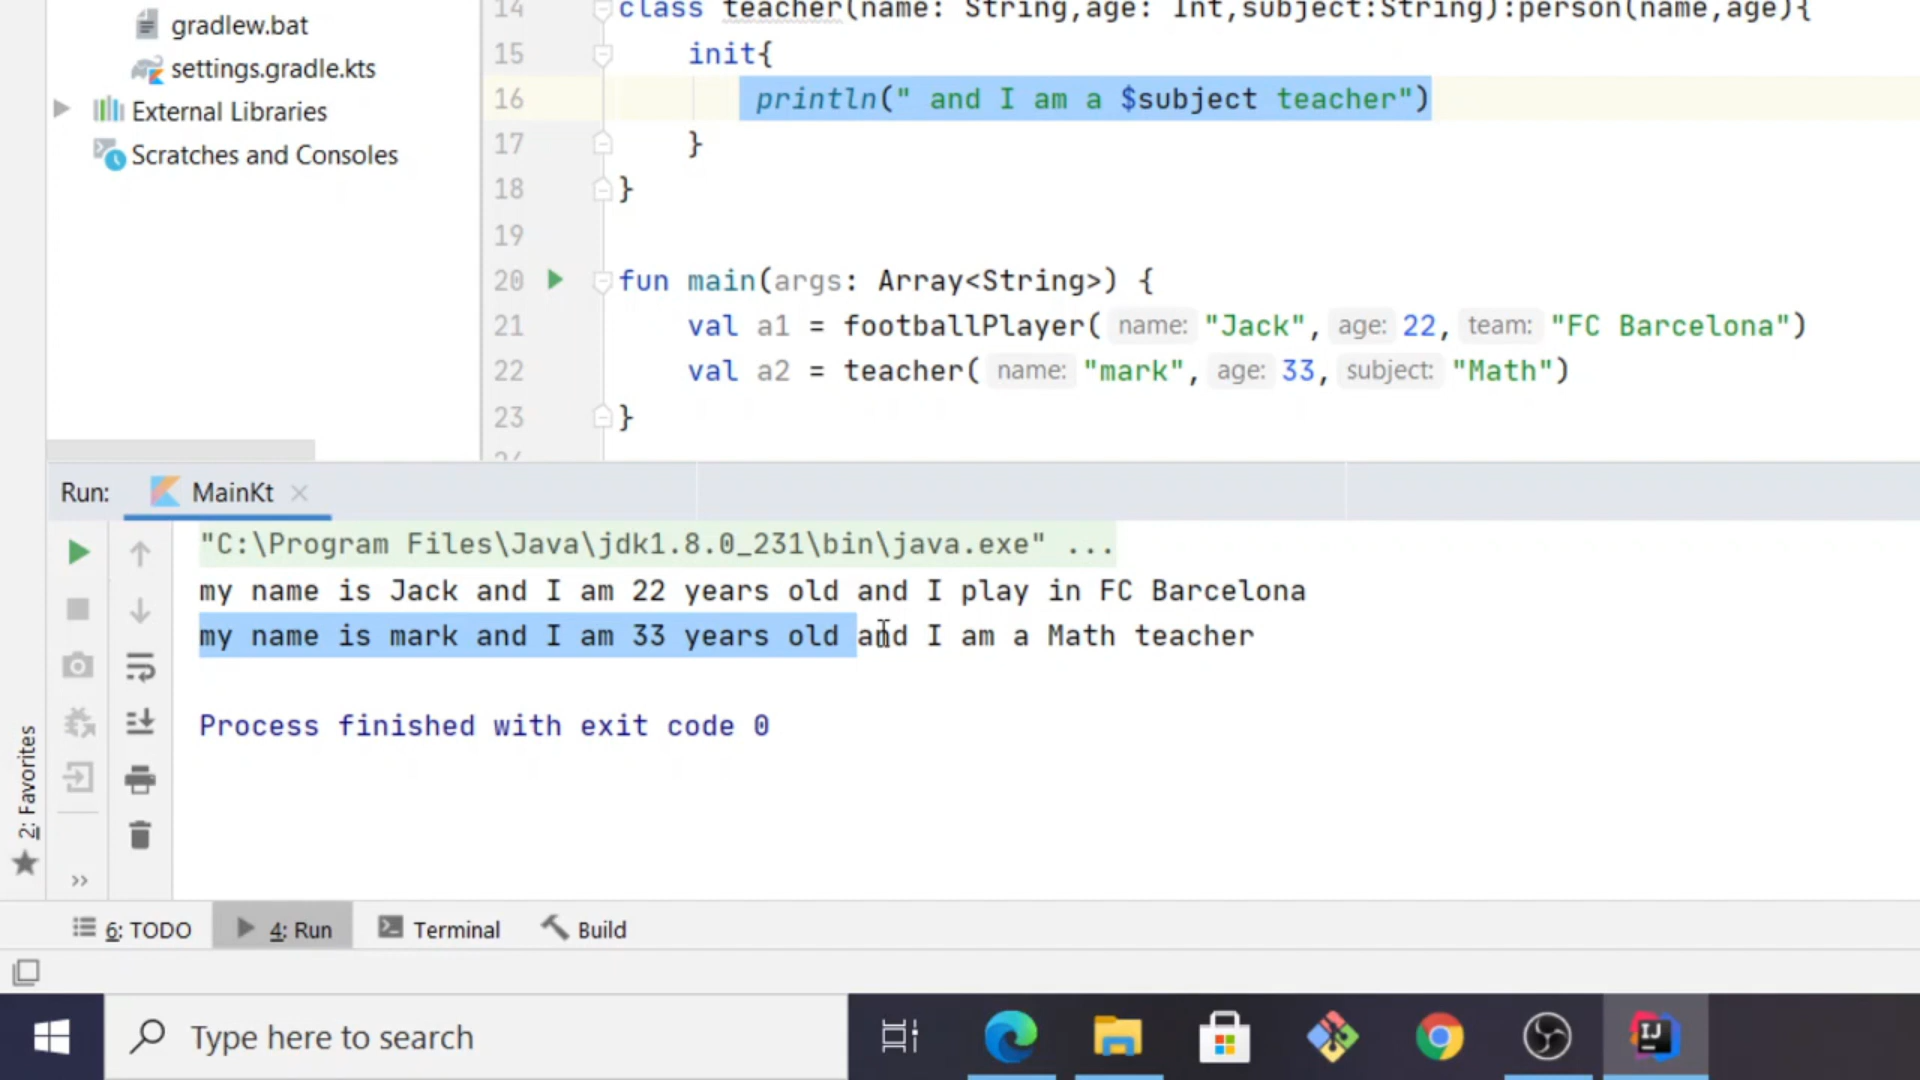 gradlew.bat
settings.gradle.kts
External Libraries
Scratches and Consoles
14 class teacher(name: String,age: Int,subject:String):person(name,age){
15 init{
16 println(" and I am a $subject teacher")
17 }
18 }
19
20 fun main(args: Array<String>) {
21 val a1 = footballPlayer( name: "Jack", age: 22, team: "FC Barcelona")
22 val a2 = teacher( name: "mark", age: 33, subject: "Math")
23 }
24
Run: MainKt
"C:\Program Files\Java\jdk1.8.0_231\bin\java.exe" ...
my name is Jack and I am 22 years old and I play in FC Barcelona
my name is mark and I am 33 years old and I am a Math teacher
Process finished with exit code 0
2: Favorites
6: TODO 4: Run Terminal Build
Type here to search
IJ